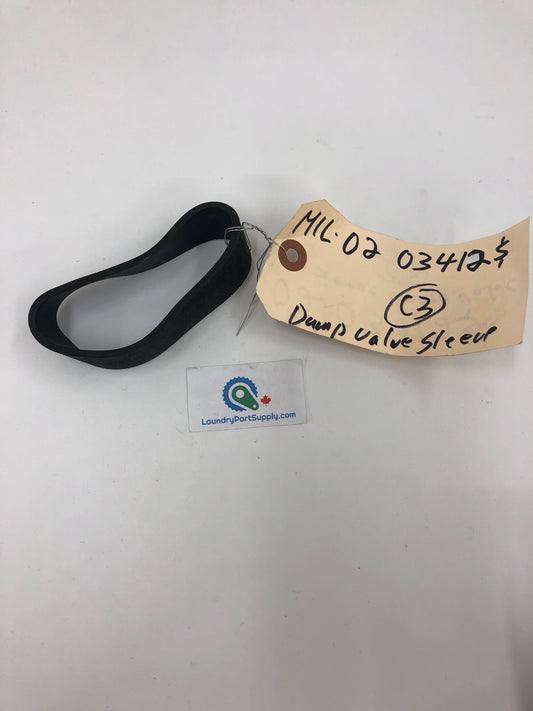 MIL-02 03412
C3
Dump valve sleeve
LaundryPartSupply.com